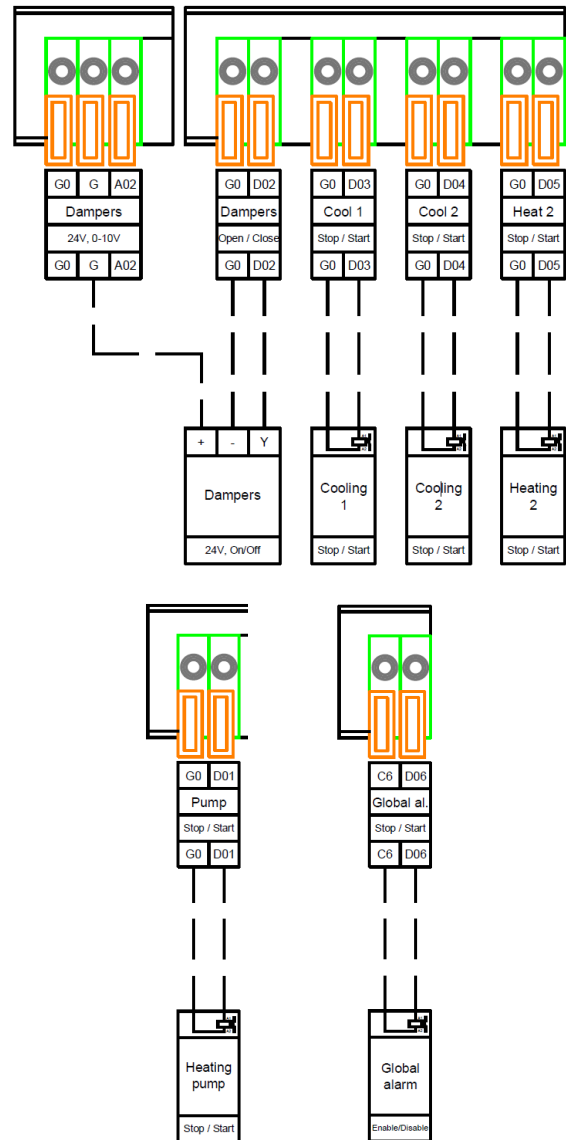 G0 G A02
Dampers
24V, 0-10V
G0 G A02
G0 D02
Dampers
Open / Close
G0 D02
G0 D03
Cool 1
Stop / Start
G0 D03
G0 D04
Cool 2
Stop / Start
G0 D04
G0 D05
Heat 2
Stop / Start
G0 D05
+ - Y
Dampers
24V, On/Off
Cooling
1
Stop / Start
Cooling
2
Stop / Start
Heating
2
Stop / Start
G0 D01
Pump
Stop / Start
G0 D01
C6 D06
Global al.
Stop / Start
C6 D06
Heating
pump
Stop / Start
Global
alarm
Enable/Disable